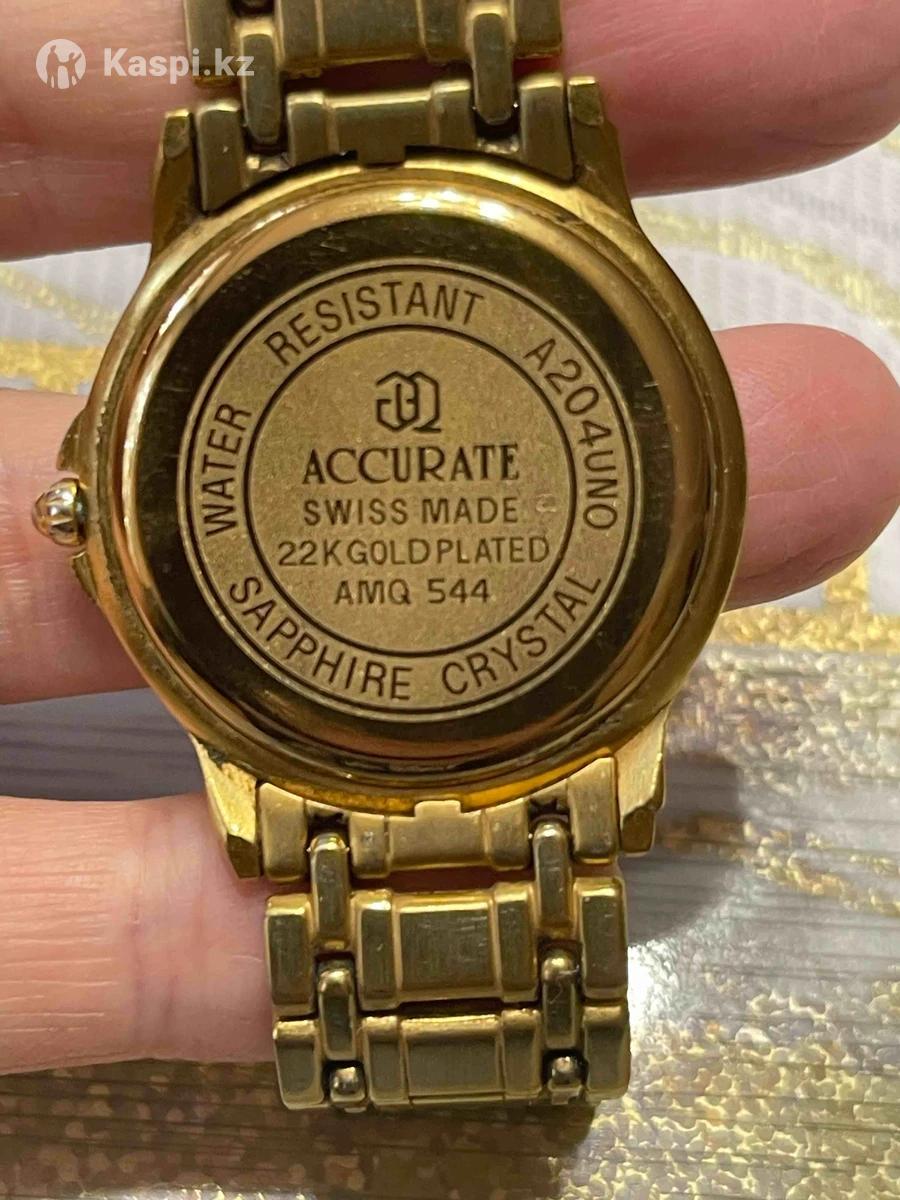 Kaspi.kz
WATER RESISTANT A204UNO
SAPPHIRE CRYSTAL
ACCURATE
SWISS MADE
22K GOLD PLATED
AMQ 544